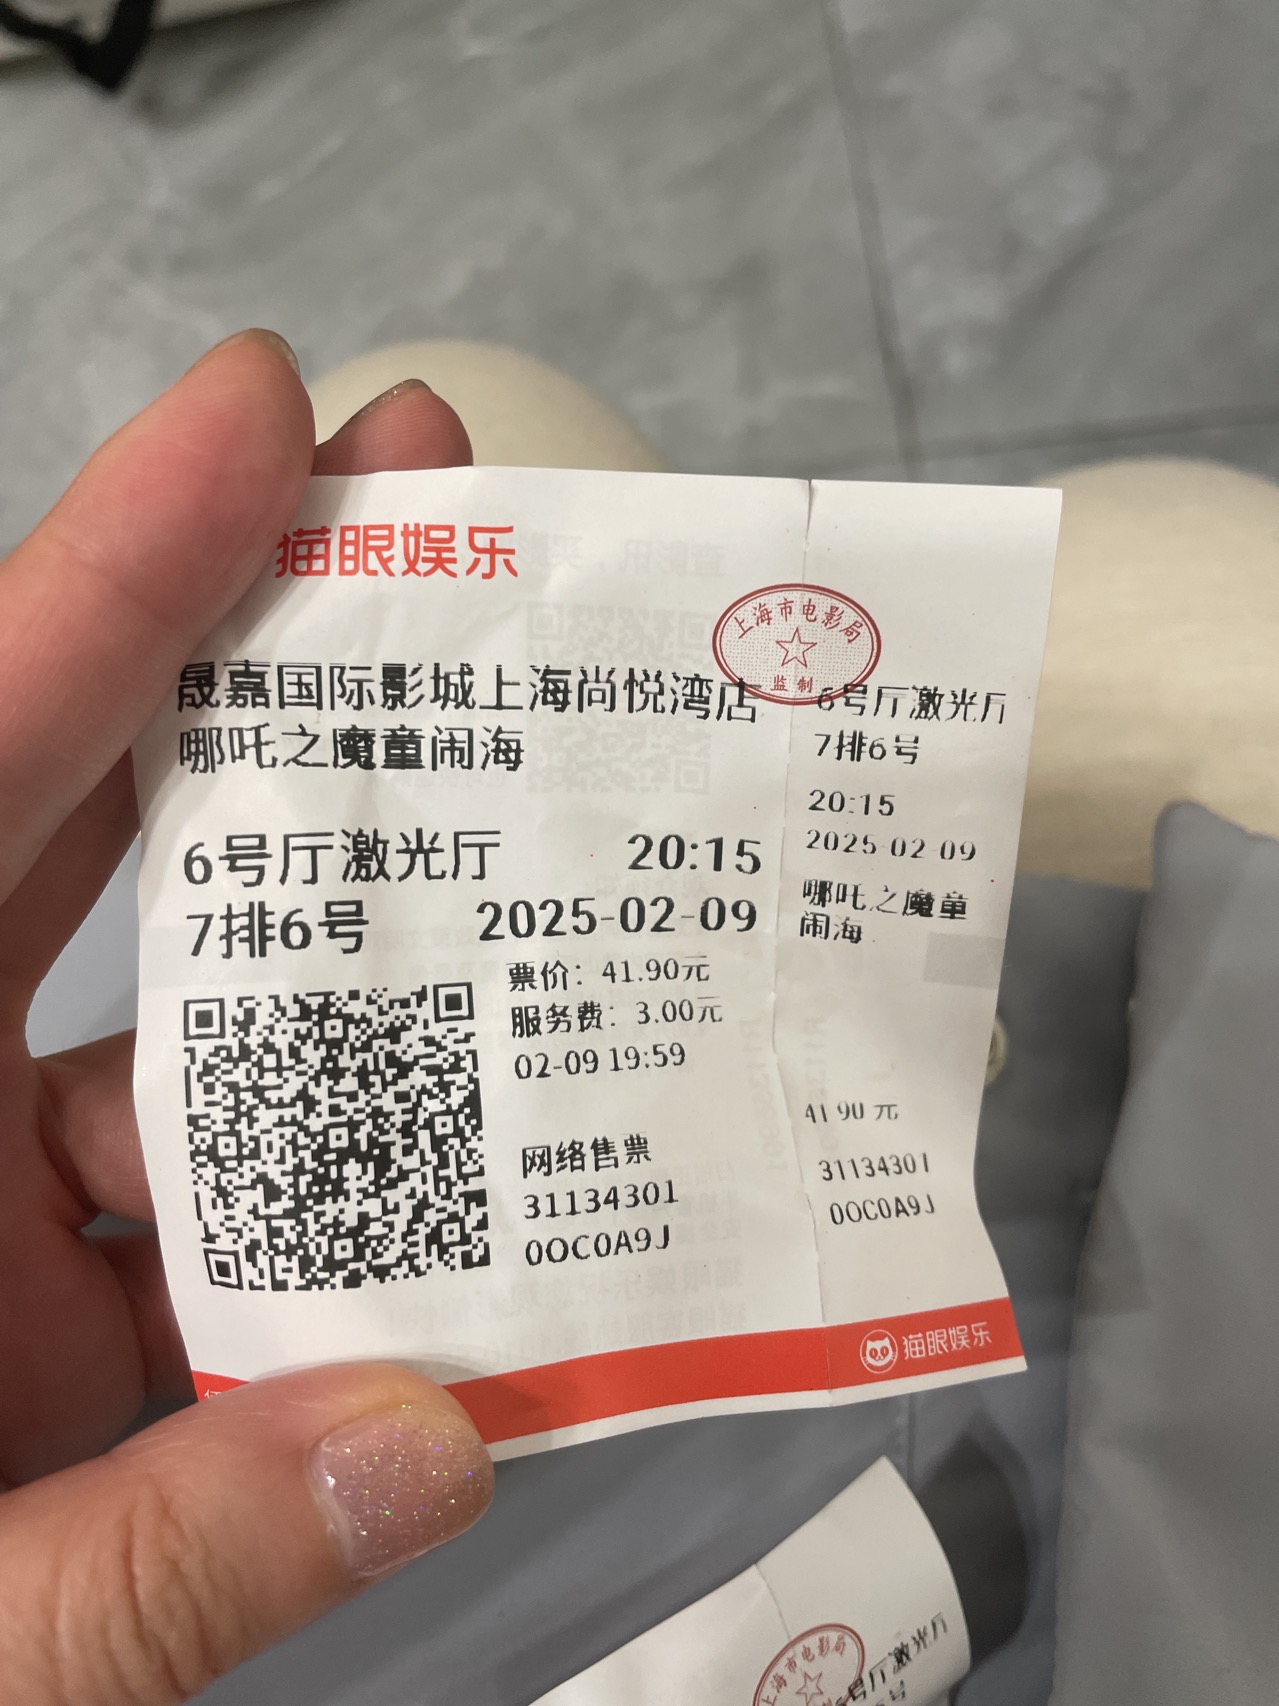 猫眼娱乐
上海市电影局
监制
晟嘉国际影城上海尚悦湾店
哪吒之魔童闹海
6号厅激光厅 20:15
7排6号 2025-02-09
票价：41.90元
服务费：3.00元
02-09 19:59
网络售票
31134301
0OC0A9J
6号厅激光厅
7排6号
20:15
2025-02-09
哪吒之魔童
闹海
41.90 元
31134301
0OC0A9J
猫眼娱乐
上海市电影局
号厅激光厅
号